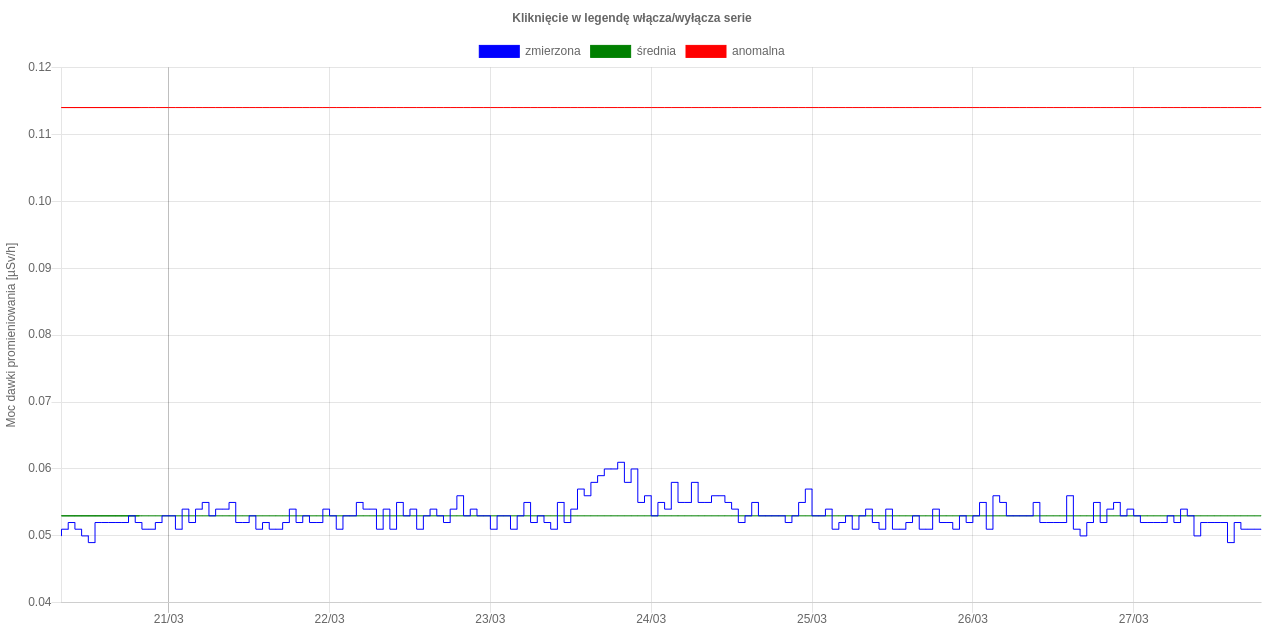 Kliknięcie w legendę włącza/wyłącza serie
zmierzona średnia anomalna
Moc dawki promieniowania [µSv/h]
0.12
0.11
0.10
0.09
0.08
0.07
0.06
0.05
0.04
21/03 22/03 23/03 24/03 25/03 26/03 27/03